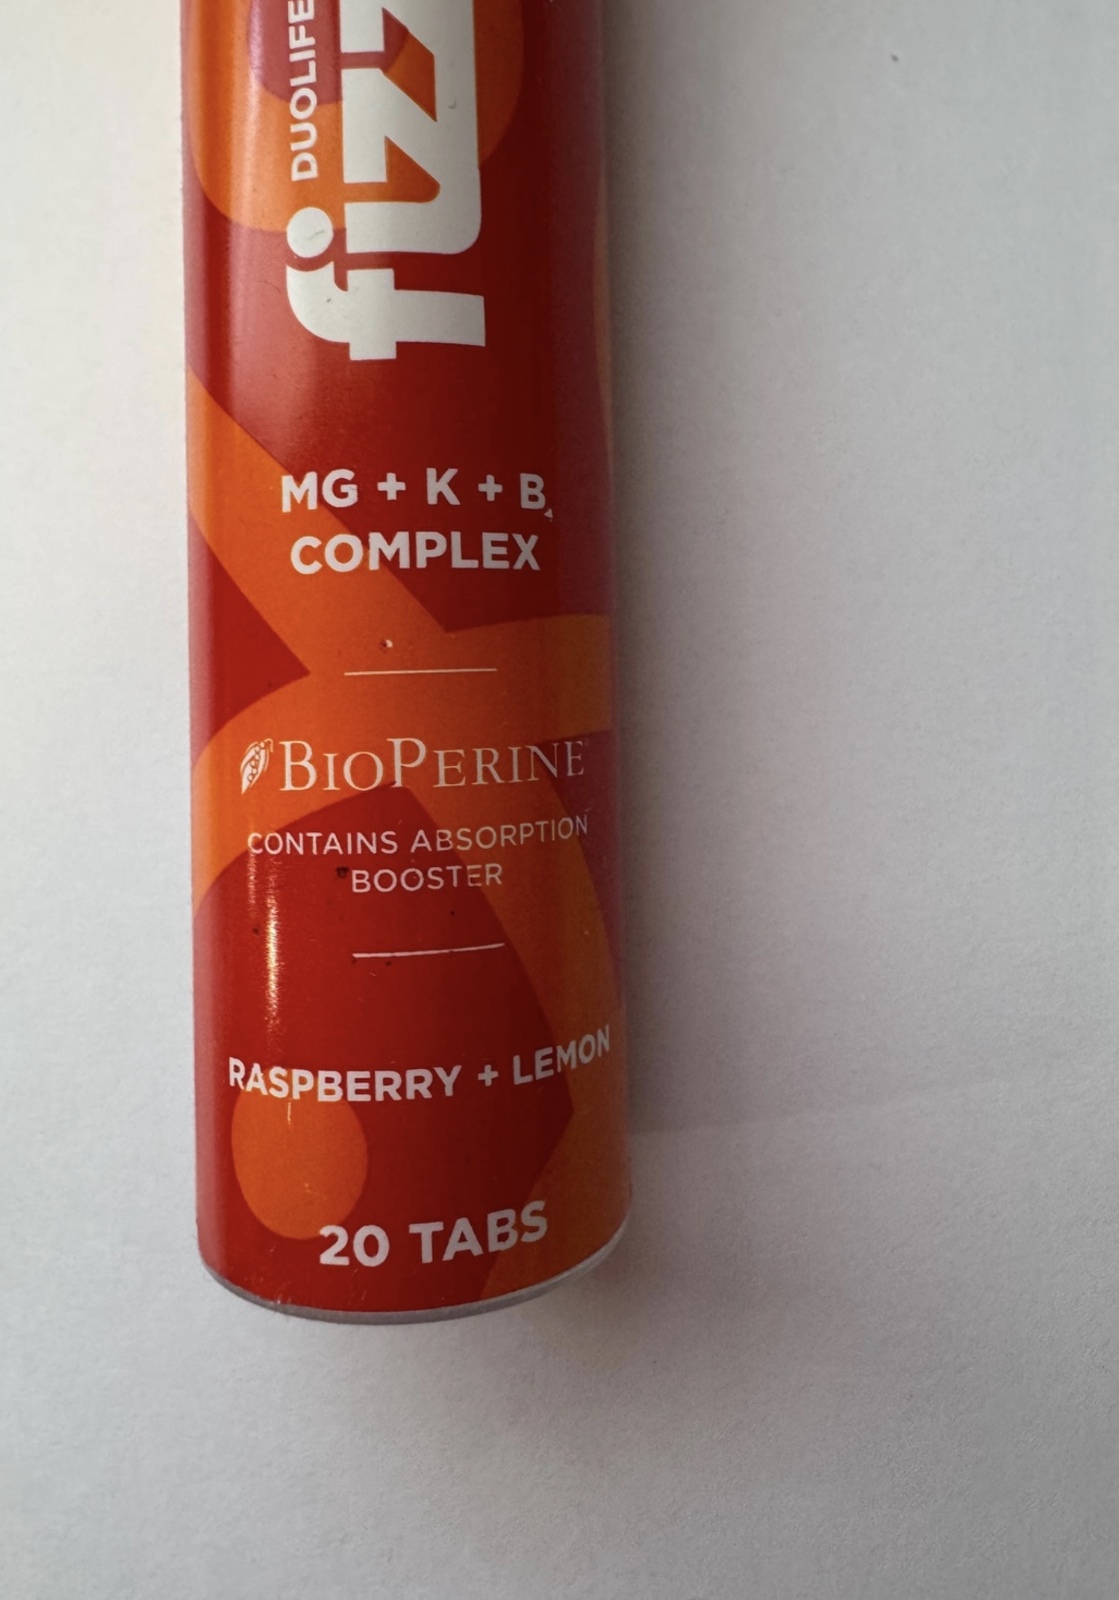 DUOLIFE
MG + K + B
COMPLEX
BIOPERINE
CONTAINS ABSORPTION
BOOSTER
RASPBERRY + LEMON
20 TABS